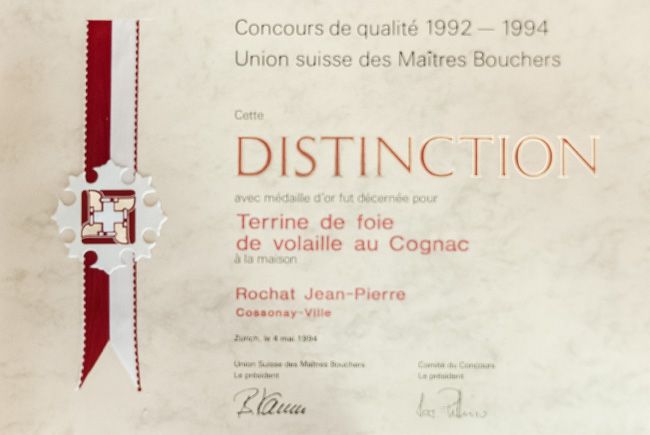 Concours de qualité 1992 — 1994
Union suisse des Maîtres Bouchers
Cette
DISTINCTION
avec médaille d'or fut décernée pour
Terrine de foie
de volaille au Cognac
à la maison
Rochat Jean-Pierre
Cossonay-Ville
Zürich, le 4 mai 1994
Union Suisse des Maîtres Bouchers
Le président
Comité du Concours
Le président